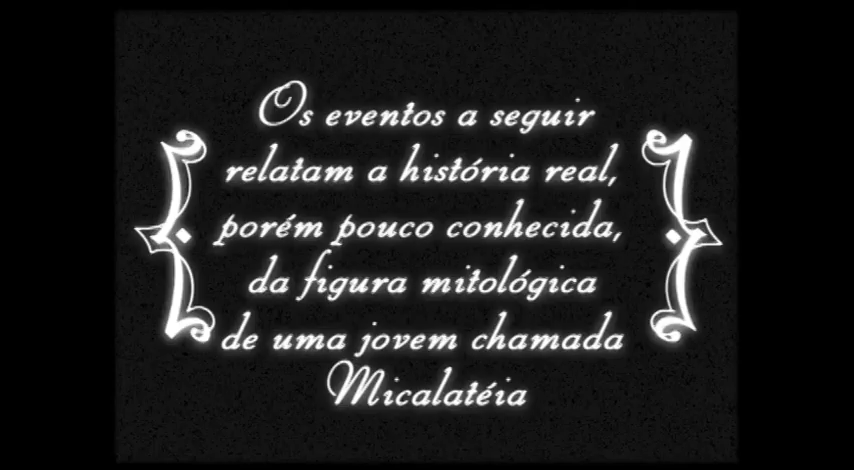 Os eventos a seguir
relatam a história real,
porém pouco conhecida,
da figura mitológica
de uma jovem chamada
Micalatéia